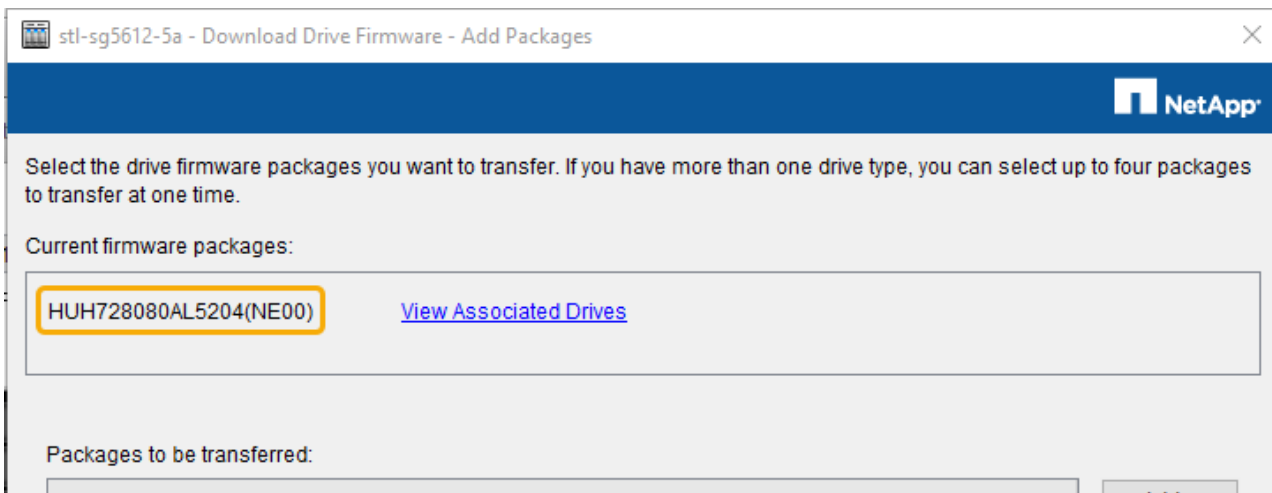 stl-sg5612-5a - Download Drive Firmware - Add Packages
NetApp
Select the drive firmware packages you want to transfer. If you have more than one drive type, you can select up to four packages
to transfer at one time.
Current firmware packages:
HUH728080AL5204(NE00) View Associated Drives
Packages to be transferred: